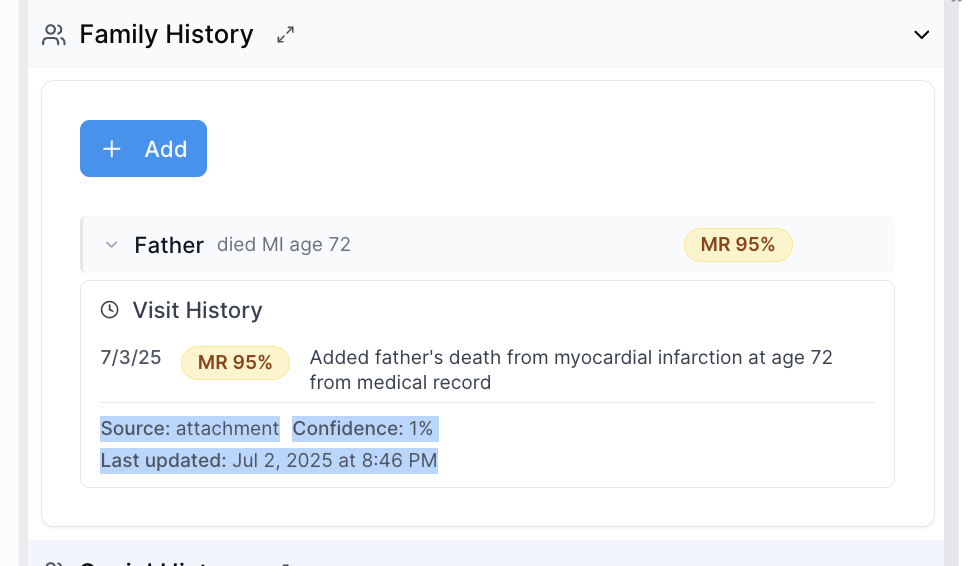 Family History
+ Add
Father died MI age 72 MR 95%
Visit History
7/3/25 MR 95% Added father's death from myocardial infarction at age 72
from medical record
Source: attachment Confidence: 1%
Last updated: Jul 2, 2025 at 8:46 PM